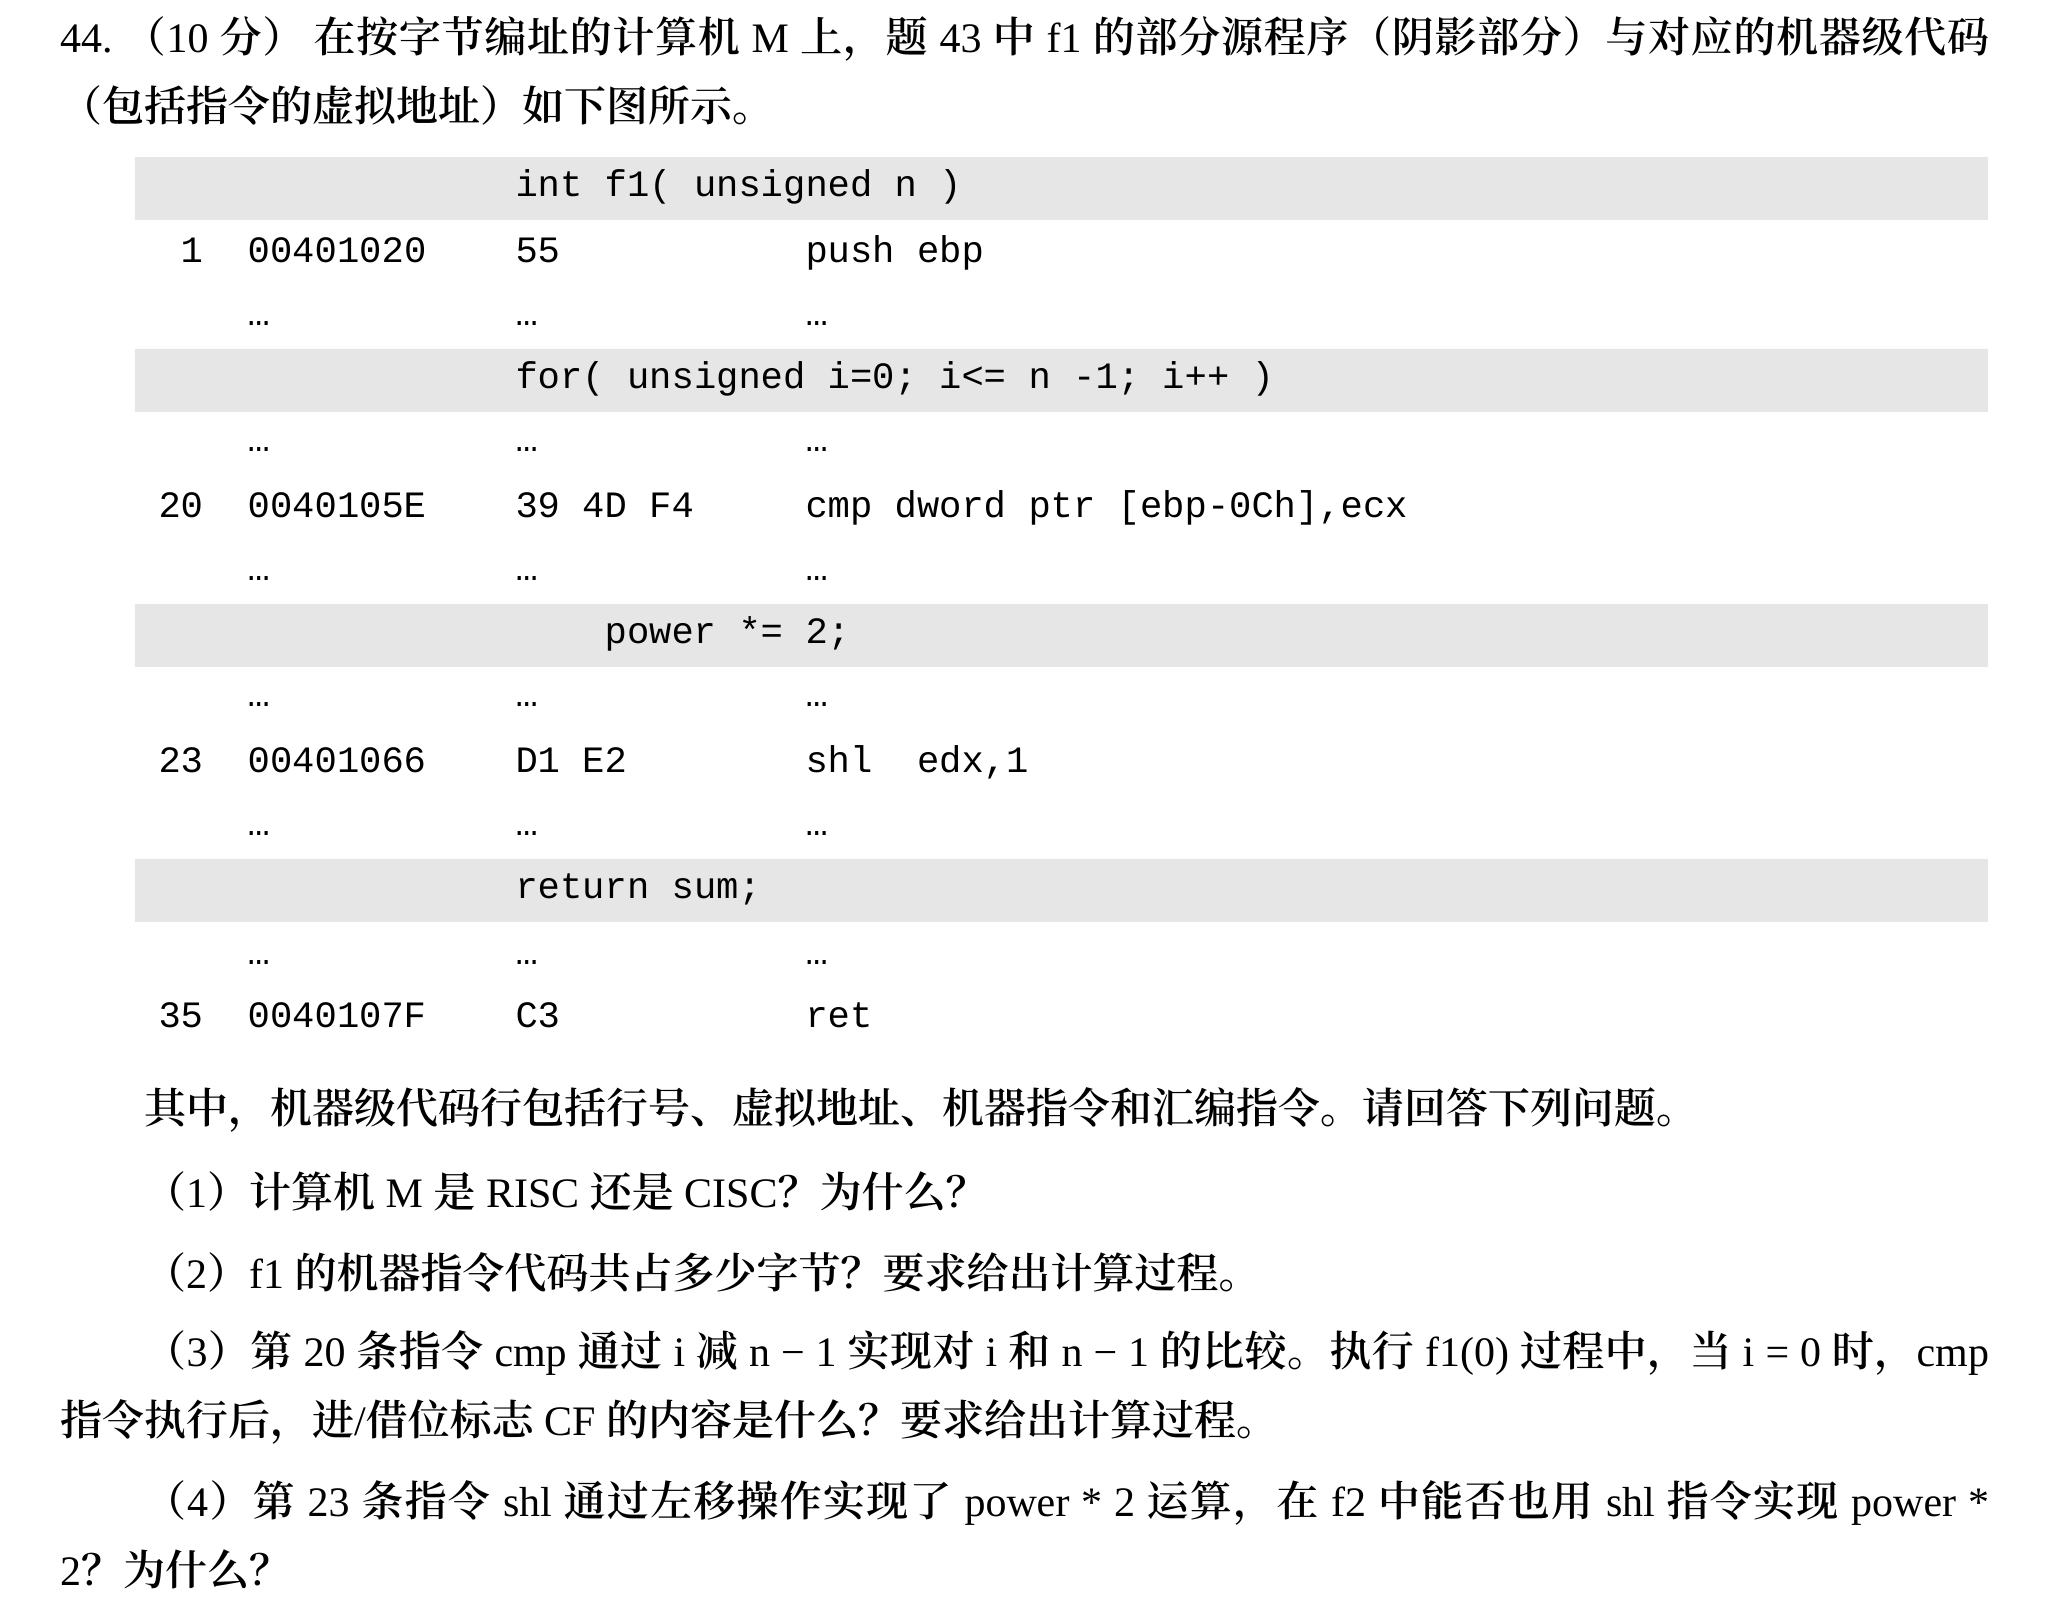 44. （10 分） 在按字节编址的计算机 M 上，题 43 中 f1 的部分源程序（阴影部分）与对应的机器级代码
（包括指令的虚拟地址）如下图所示。
int f1( unsigned n )
1 00401020 55 push ebp
… … …
for( unsigned i=0; i<= n -1; i++ )
… … …
20 0040105E 39 4D F4 cmp dword ptr [ebp-0Ch],ecx
… … …
power *= 2;
… … …
23 00401066 D1 E2 shl edx,1
… … …
return sum;
… … …
35 0040107F C3 ret
其中，机器级代码行包括行号、虚拟地址、机器指令和汇编指令。请回答下列问题。
（1）计算机 M 是 RISC 还是 CISC？为什么？
（2）f1 的机器指令代码共占多少字节？要求给出计算过程。
（3）第 20 条指令 cmp 通过 i 减 n − 1 实现对 i 和 n − 1 的比较。执行 f1(0) 过程中，当 i = 0 时，cmp
指令执行后，进/借位标志 CF 的内容是什么？要求给出计算过程。
（4）第 23 条指令 shl 通过左移操作实现了 power * 2 运算，在 f2 中能否也用 shl 指令实现 power *
2？为什么？